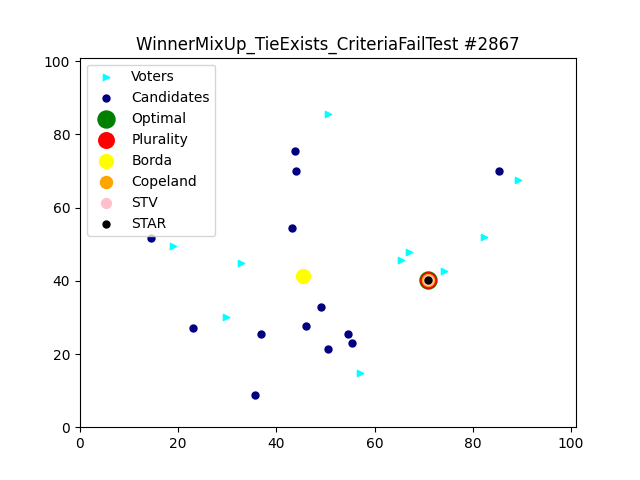 WinnerMixUp_TieExists_CriteriaFailTest #2867
100
80
60
40
20
0
Voters
Candidates
Optimal
Plurality
Borda
Copeland
STV
STAR
0 20 40 60 80 100